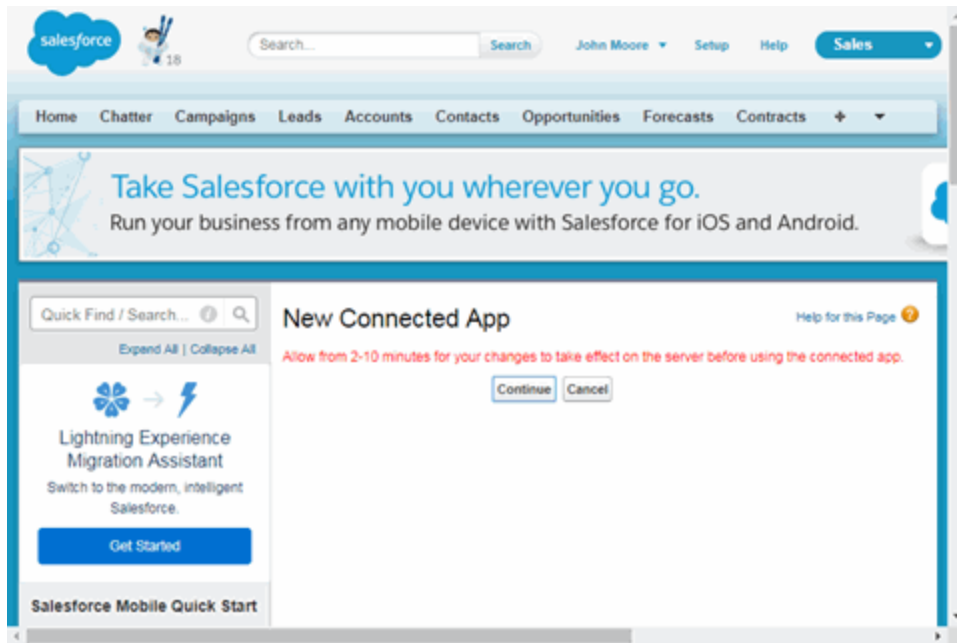 salesforce
18
Search...
Search
John Moore
Setup
Help
Sales
Home Chatter Campaigns Leads Accounts Contacts Opportunities Forecasts Contracts +
Take Salesforce with you wherever you go.
Run your business from any mobile device with Salesforce for iOS and Android.
Quick Find / Search...
Expand All | Collapse All
Lightning Experience
Migration Assistant
Switch to the modern, intelligent
Salesforce.
Get Started
Salesforce Mobile Quick Start
New Connected App
Help for this Page
Allow from 2-10 minutes for your changes to take effect on the server before using the connected app.
Continue
Cancel